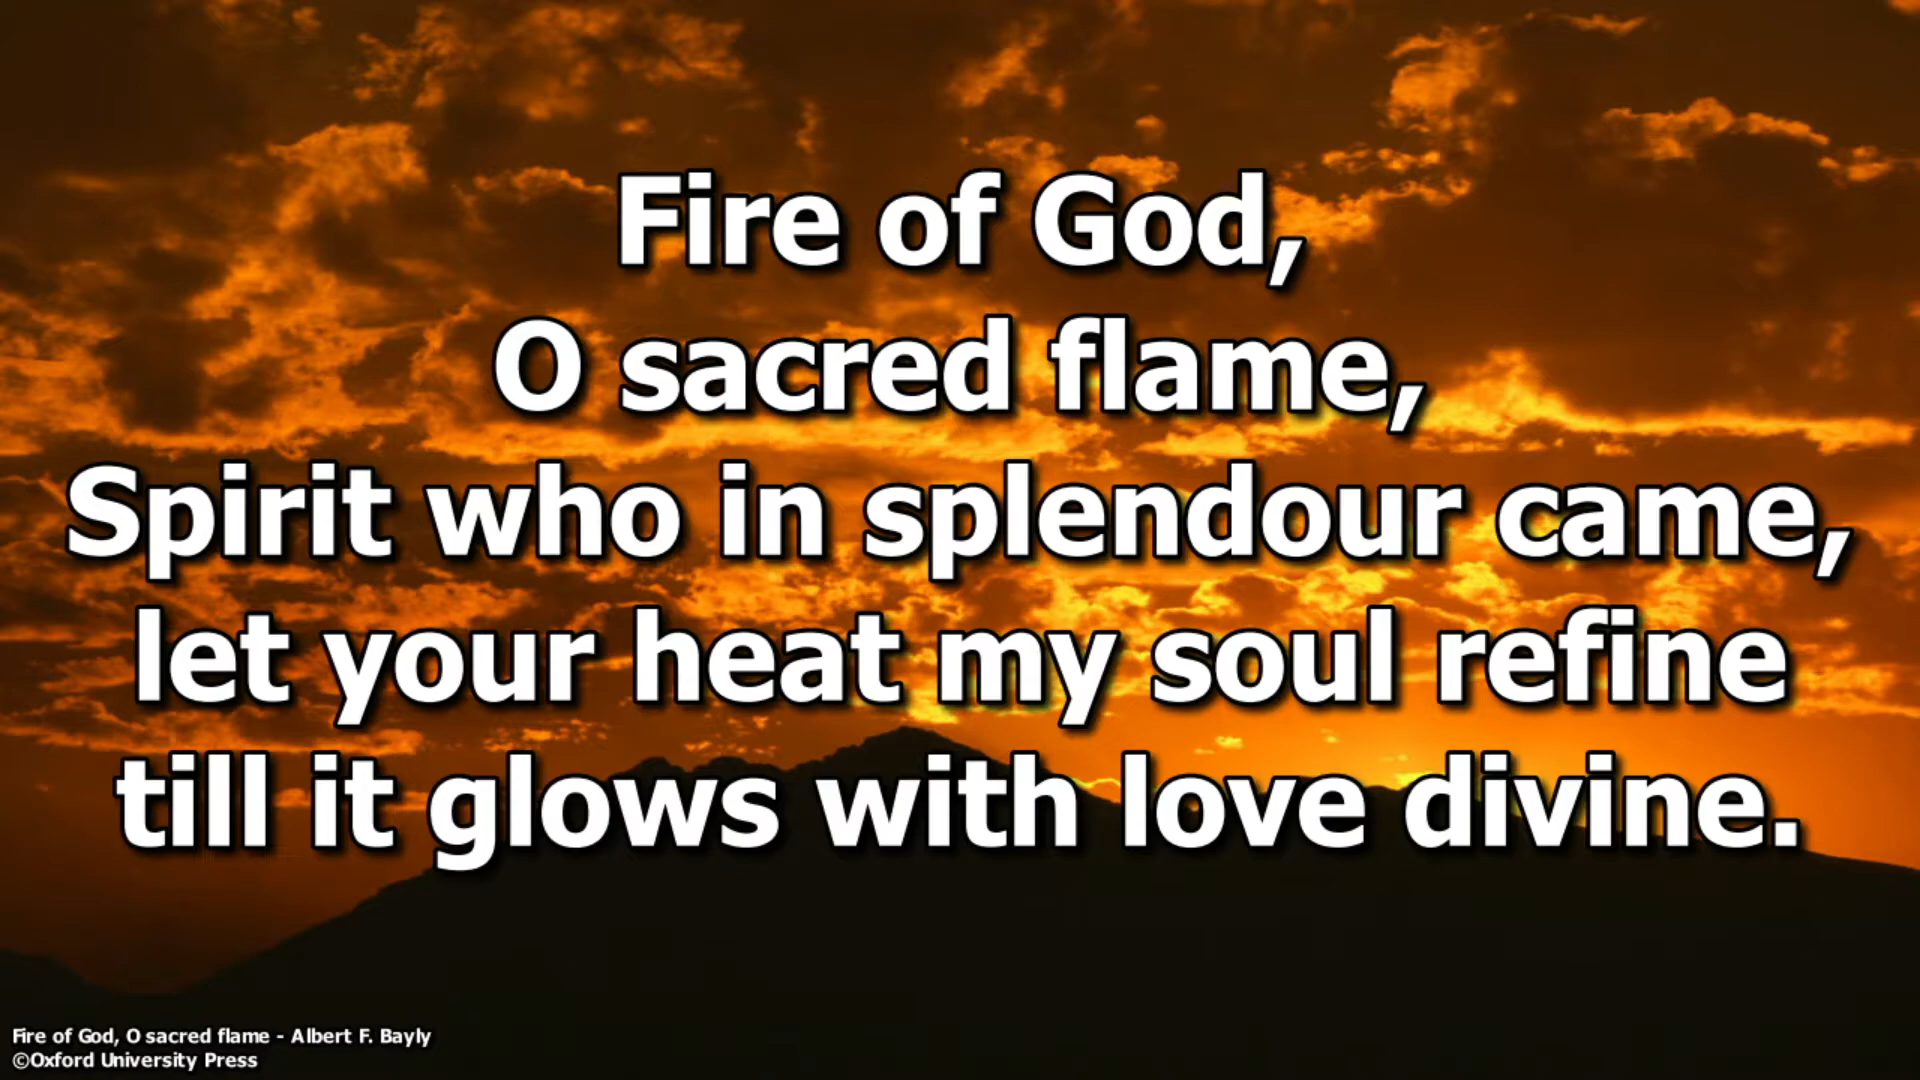 Fire of God,
O sacred flame,
Spirit who in splendour came,
let your heat my soul refine
till it glows with love divine.
Fire of God, O sacred flame - Albert F. Bayly
©Oxford University Press